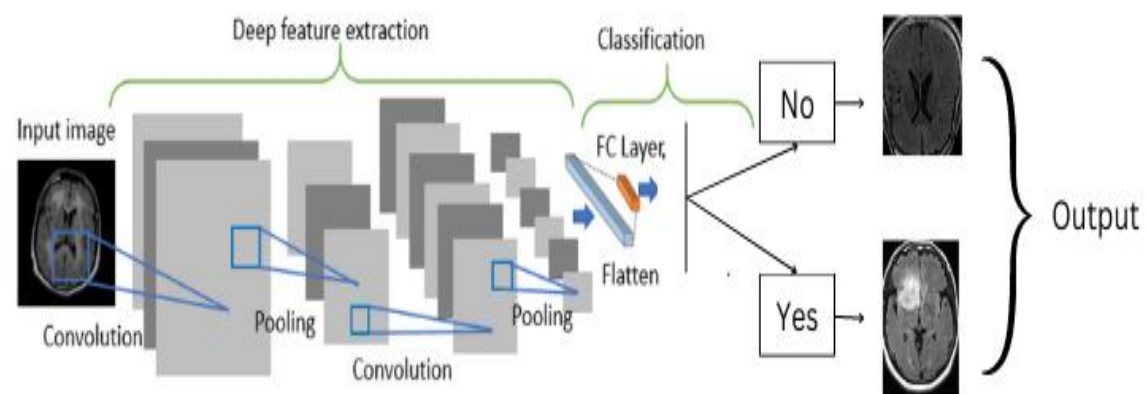 Deep feature extraction
Classification
Input image
No
FC Layer,
Output
Flatten
Pooling
Pooling
Yes
Convolution
Convolution